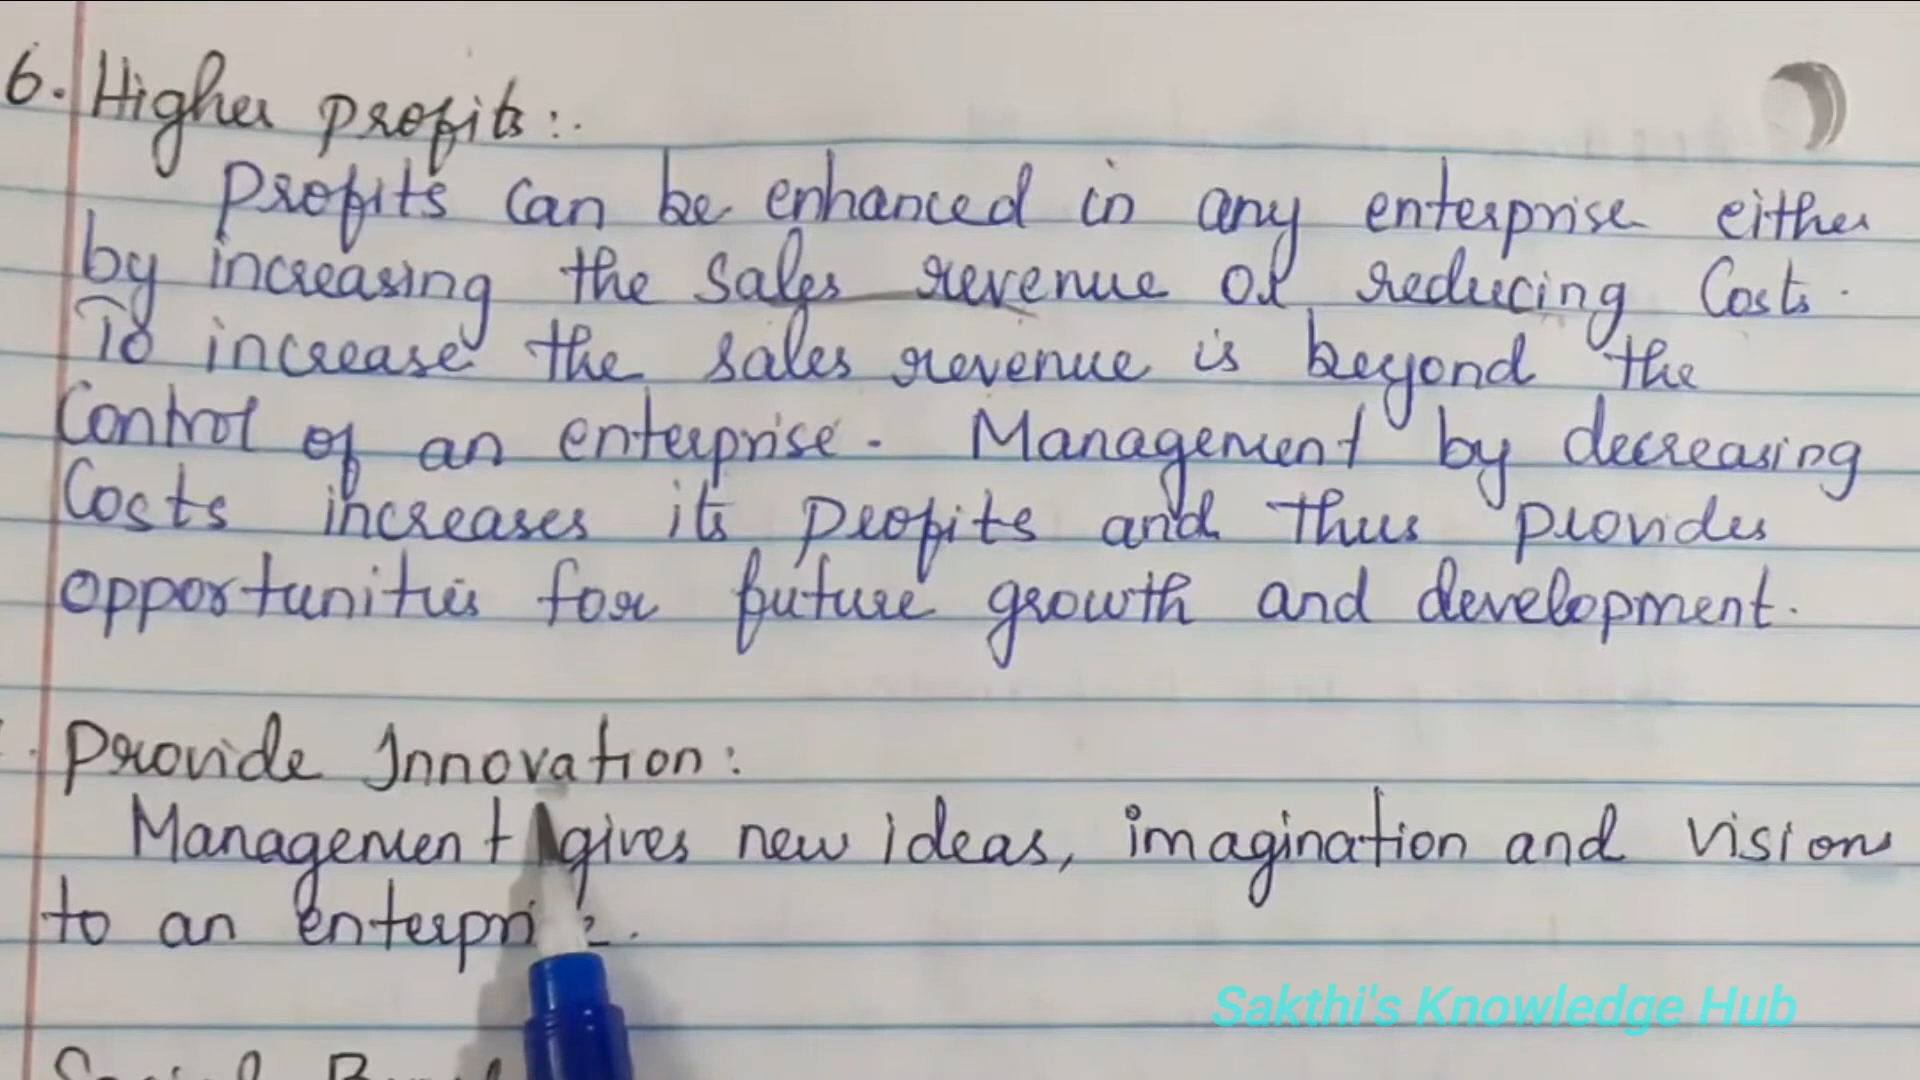 6. Higher profits:.
Profits can be enhanced in any enterprise either
by increasing the sales revenue or reducing Costs.
To increase the sales revenue is beyond the
Control of an enterprise. Management by decreasing
Costs increases its profits and thus provides
opportunities for future growth and development.
Provide Innovation:
Management gives new ideas, imagination and vision
to an
Sakthi's Knowledge Hub